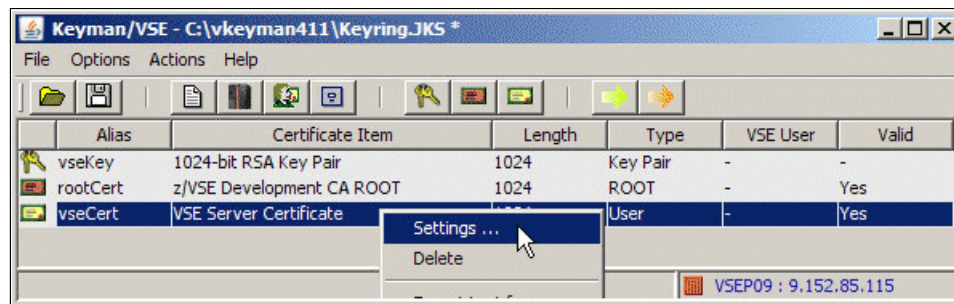 Keyman/VSE - C:\vkeyman411\Keyring.JKS *
File Options Actions Help
Alias Certificate Item Length Type VSE User Valid
vseKey 1024-bit RSA Key Pair 1024 Key Pair - -
rootCert z/VSE Development CA ROOT 1024 ROOT - Yes
vseCert VSE Server Certificate User - Yes
Settings ...
Delete
VSEP09 : 9.152.85.115